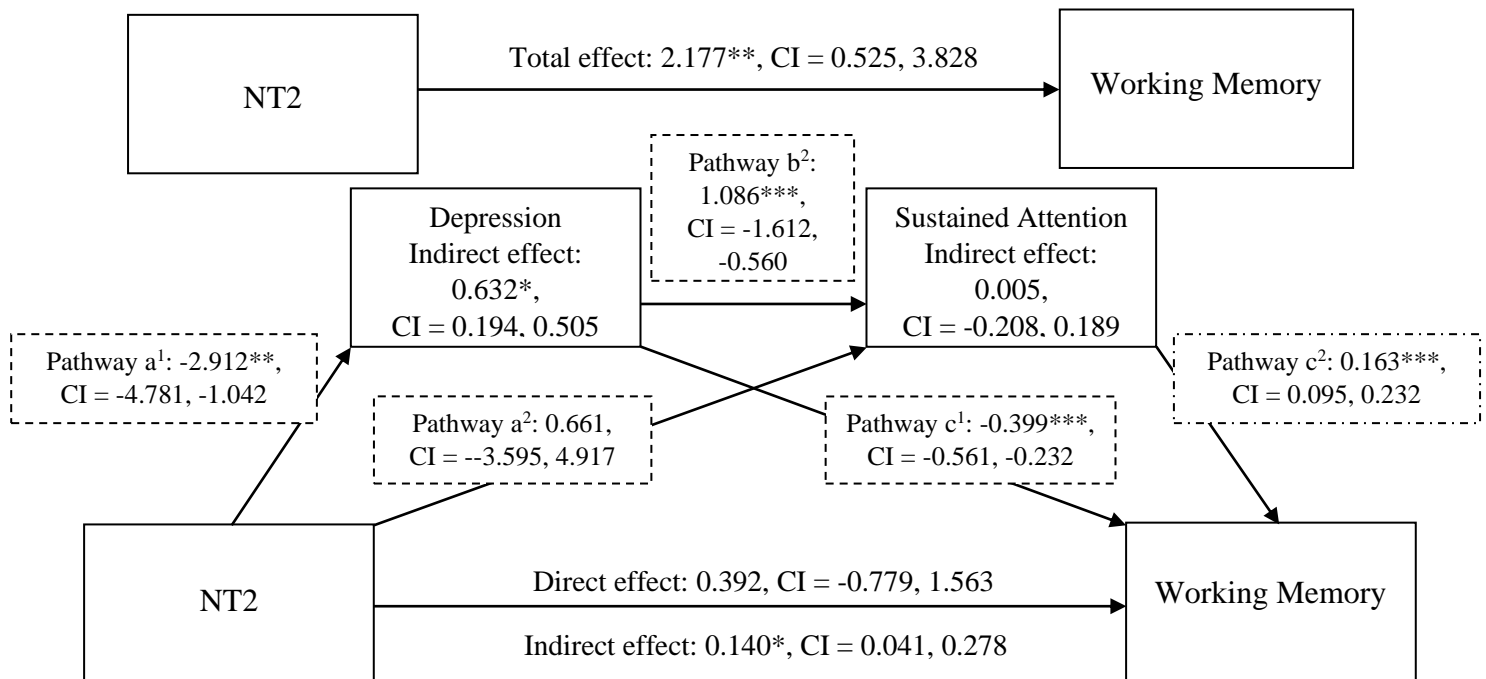 NT2
Total effect: 2.177**, CI = 0.525, 3.828
Working Memory
Pathway b²:
1.086***,
CI = -1.612,
-0.560
Depression
Indirect effect:
0.632*,
CI = 0.194, 0.505
Sustained Attention
Indirect effect:
0.005,
CI = -0.208, 0.189
Pathway a¹: -2.912**,
CI = -4.781, -1.042
Pathway a²: 0.661,
CI = --3.595, 4.917
Pathway c¹: -0.399***,
CI = -0.561, -0.232
Pathway c²: 0.163***,
CI = 0.095, 0.232
NT2
Direct effect: 0.392, CI = -0.779, 1.563
Indirect effect: 0.140*, CI = 0.041, 0.278
Working Memory